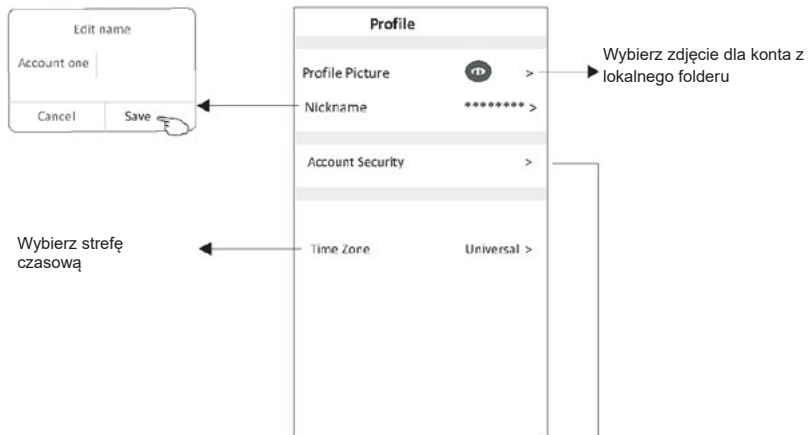 Edit name
Account one
Cancel Save
Profile
Profile Picture >
Nickname ******** >
Account Security >
Time Zone Universal >
Wybierz zdjęcie dla konta z
lokalnego folderu
Wybierz strefę
czasową